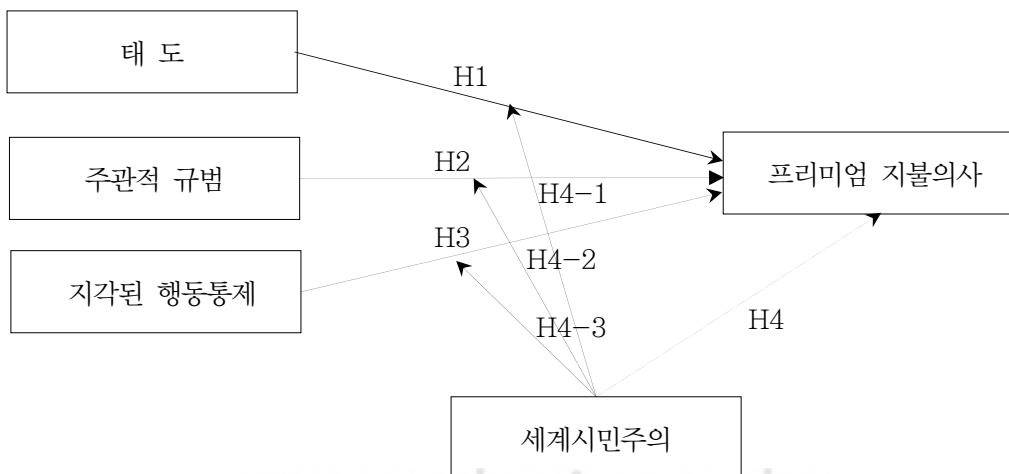 태 도
H1
주관적 규범
H2
프리미엄 지불의사
H4-1
H3
지각된 행동통제
H4-2
H4-3
H4
세계시민주의